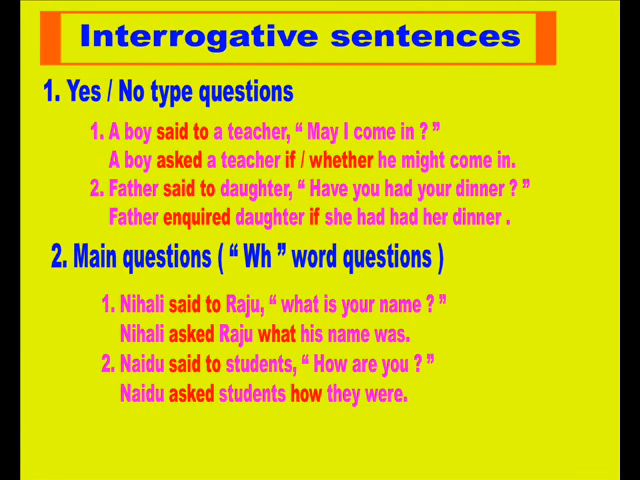 Interrogative sentences
1. Yes / No type questions
1. A boy said to a teacher, “ May I come in ? ”
A boy asked a teacher if / whether he might come in.
2. Father said to daughter, “ Have you had your dinner ? ”
Father enquired daughter if she had had her dinner .
2. Main questions ( “ Wh ” word questions )
1. Nihali said to Raju, “ what is your name ? ”
Nihali asked Raju what his name was.
2. Naidu said to students, “ How are you ? ”
Naidu asked students how they were.